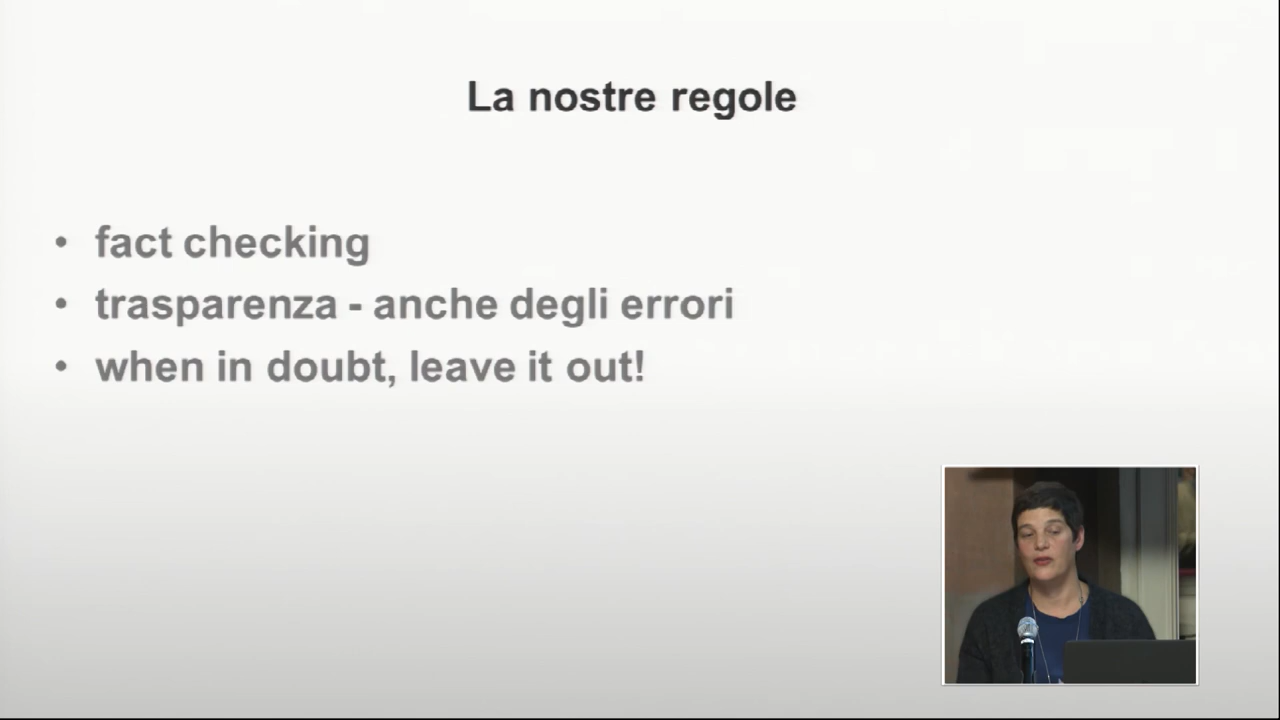 La nostre regole
• fact checking
• trasparenza - anche degli errori
• when in doubt, leave it out!